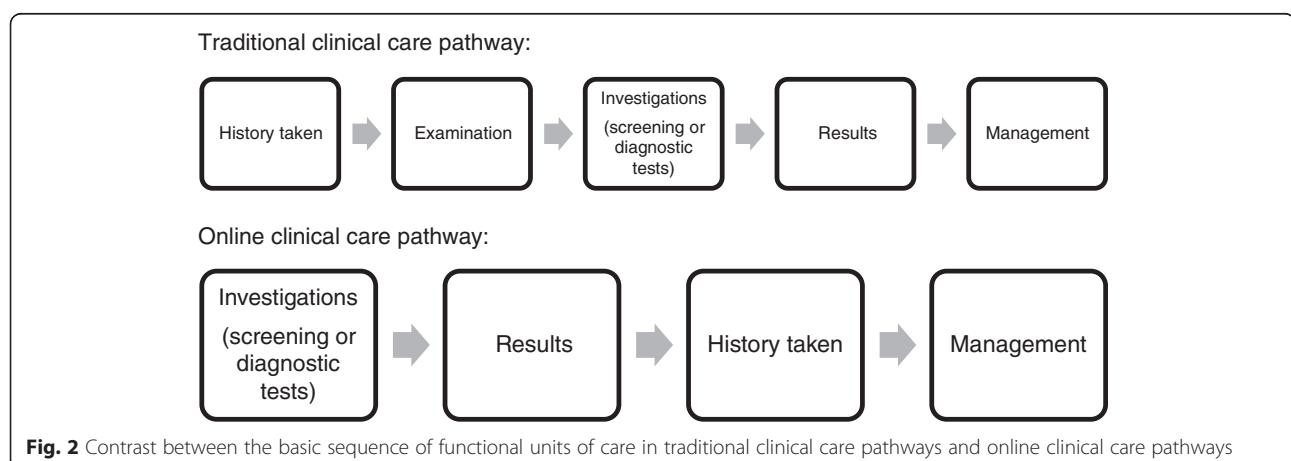 Traditional clinical care pathway:
History taken
Examination
Investigations
(screening or
diagnostic
tests)
Results
Management
Online clinical care pathway:
Investigations
(screening or
diagnostic
tests)
Results
History taken
Management
Fig. 2 Contrast between the basic sequence of functional units of care in traditional clinical care pathways and online clinical care pathways